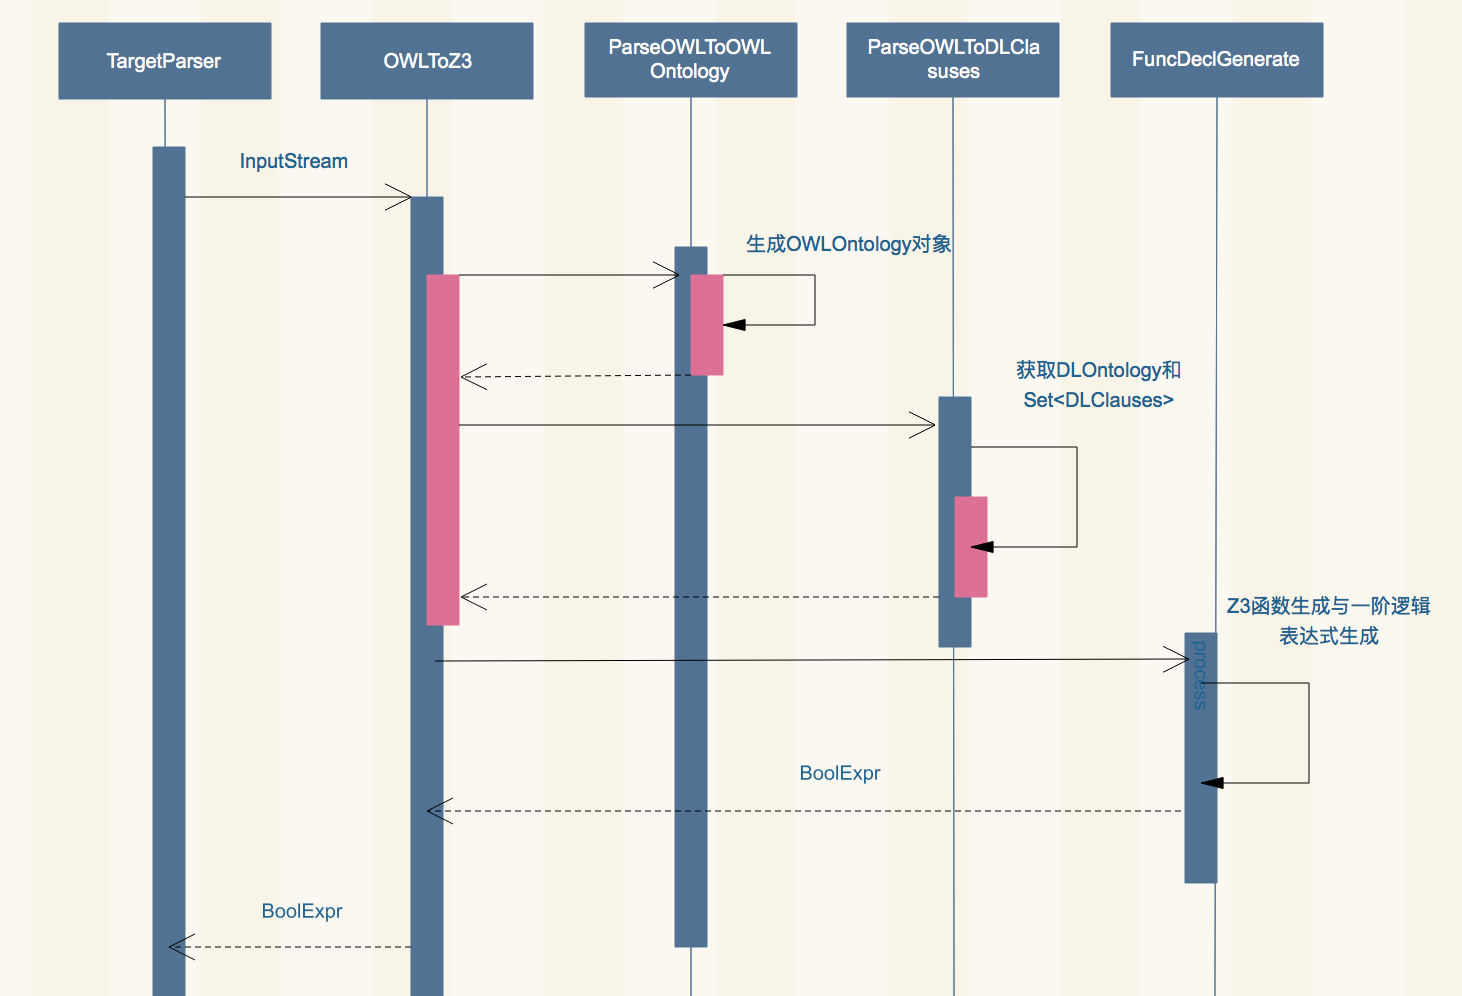 TargetParser
OWLToZ3
ParseOWLToOWL
Ontology
ParseOWLToDLCla
suses
FuncDeclGenerate
InputStream
生成OWLOntology对象
获取DLOntology和
Set<DLClauses>
Z3函数生成与一阶逻辑
表达式生成
process
BoolExpr
BoolExpr